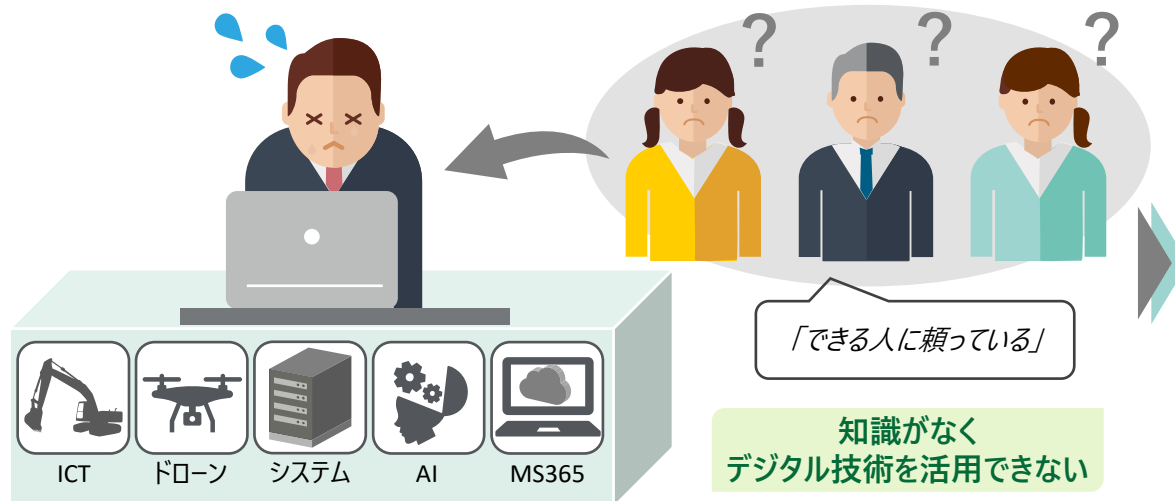 ?
?
?
「できる人に頼っている」
ICT
ドローン
システム
AI
MS365
知識がなく
デジタル技術を活用できない